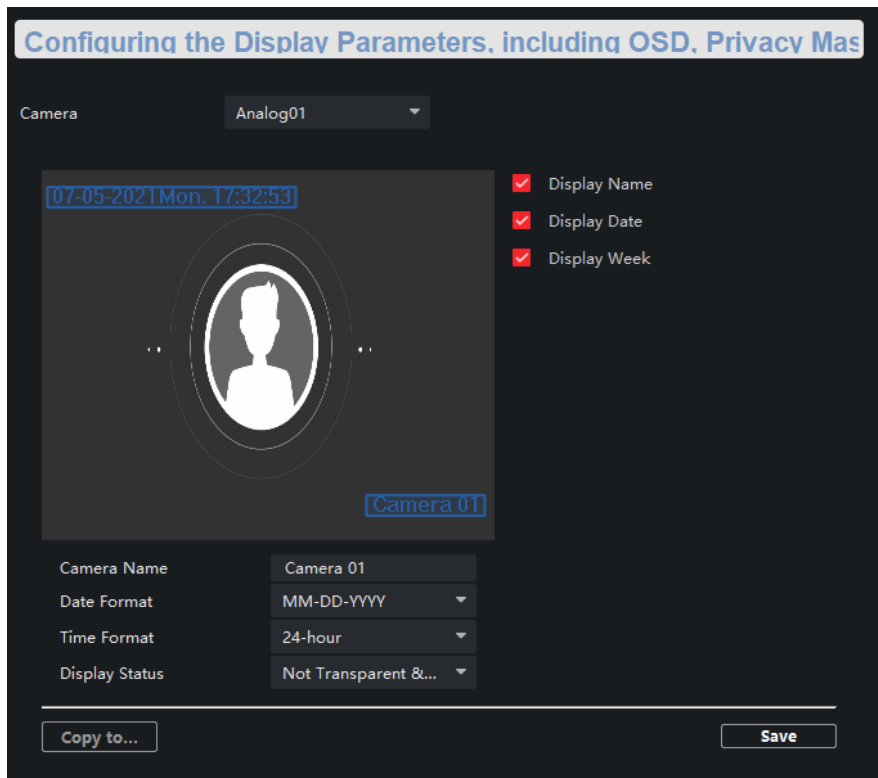 Configuring the Display Parameters, including OSD, Privacy Mas
Camera
Analog01
07-05-2021Mon. 17:32:53
Display Name
Display Date
Display Week
Camera 01
Camera Name
Camera 01
Date Format
MM-DD-YYYY
Time Format
24-hour
Display Status
Not Transparent &...
Copy to...
Save